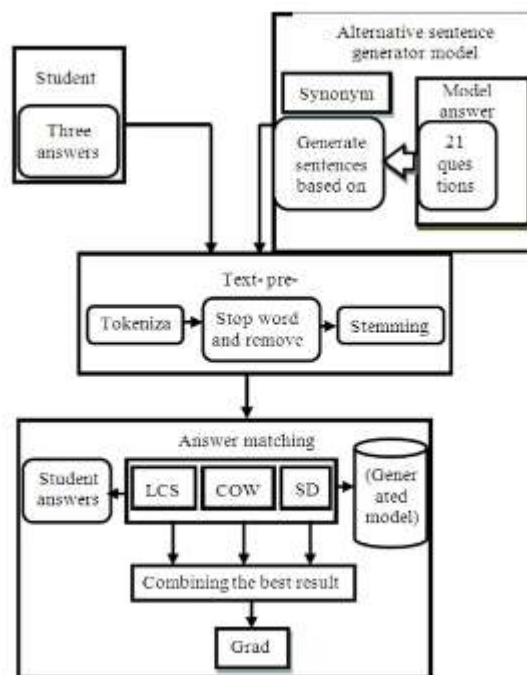 Alternative sentence
generator model
Student
Three
answers
Synonym
Generate
sentences
based on
Model
answer
21
ques
tions
Text- pre-
Tokeniza
Stop word
and remove
Stemming
Answer matching
Student
answers
LCS
COW
SD
(Gener
ated
model)
Combining the best result
Grad